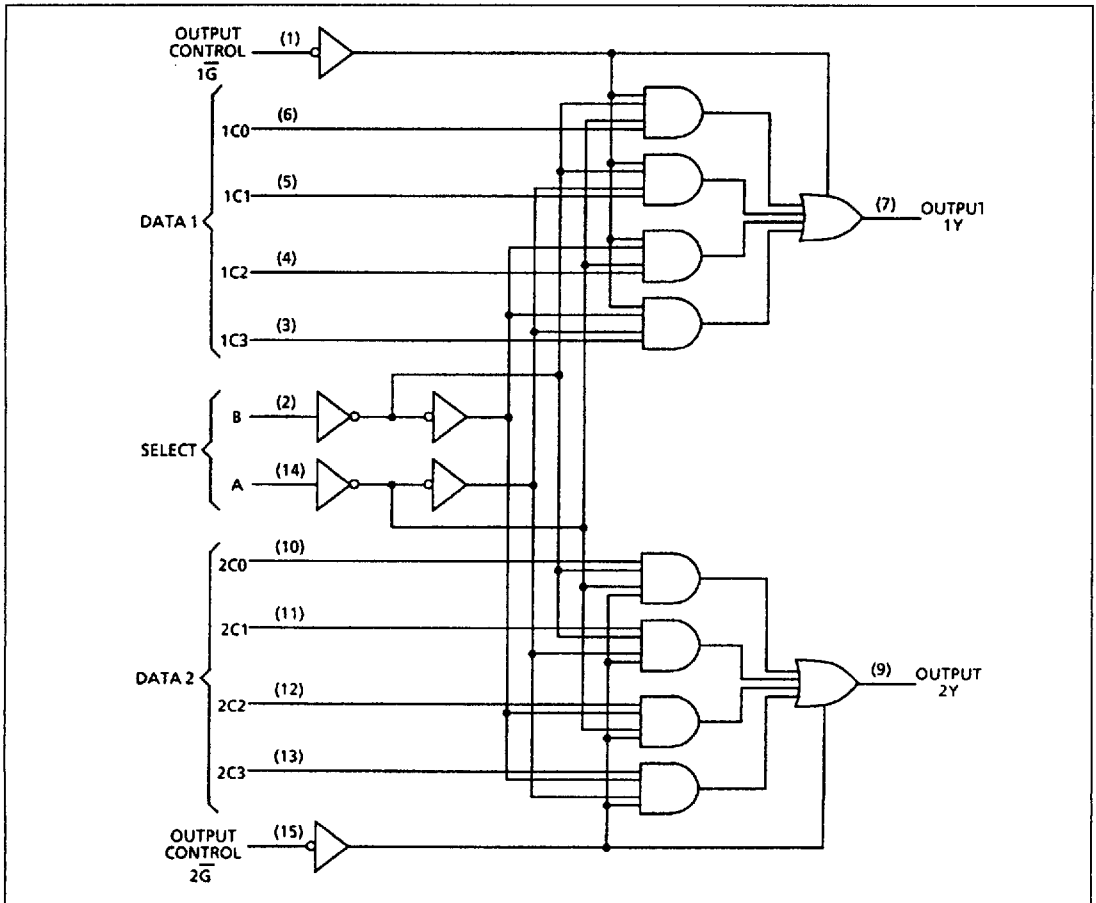 OUTPUT
CONTROL
1G̅
(1)
(6)
1C0
(5)
1C1
DATA 1
(7)
OUTPUT
1Y
(4)
1C2
(3)
1C3
B
(2)
SELECT
(14)
A
(10)
2C0
(11)
2C1
DATA 2
(9)
OUTPUT
2Y
(12)
2C2
(13)
2C3
OUTPUT
CONTROL
2G̅
(15)